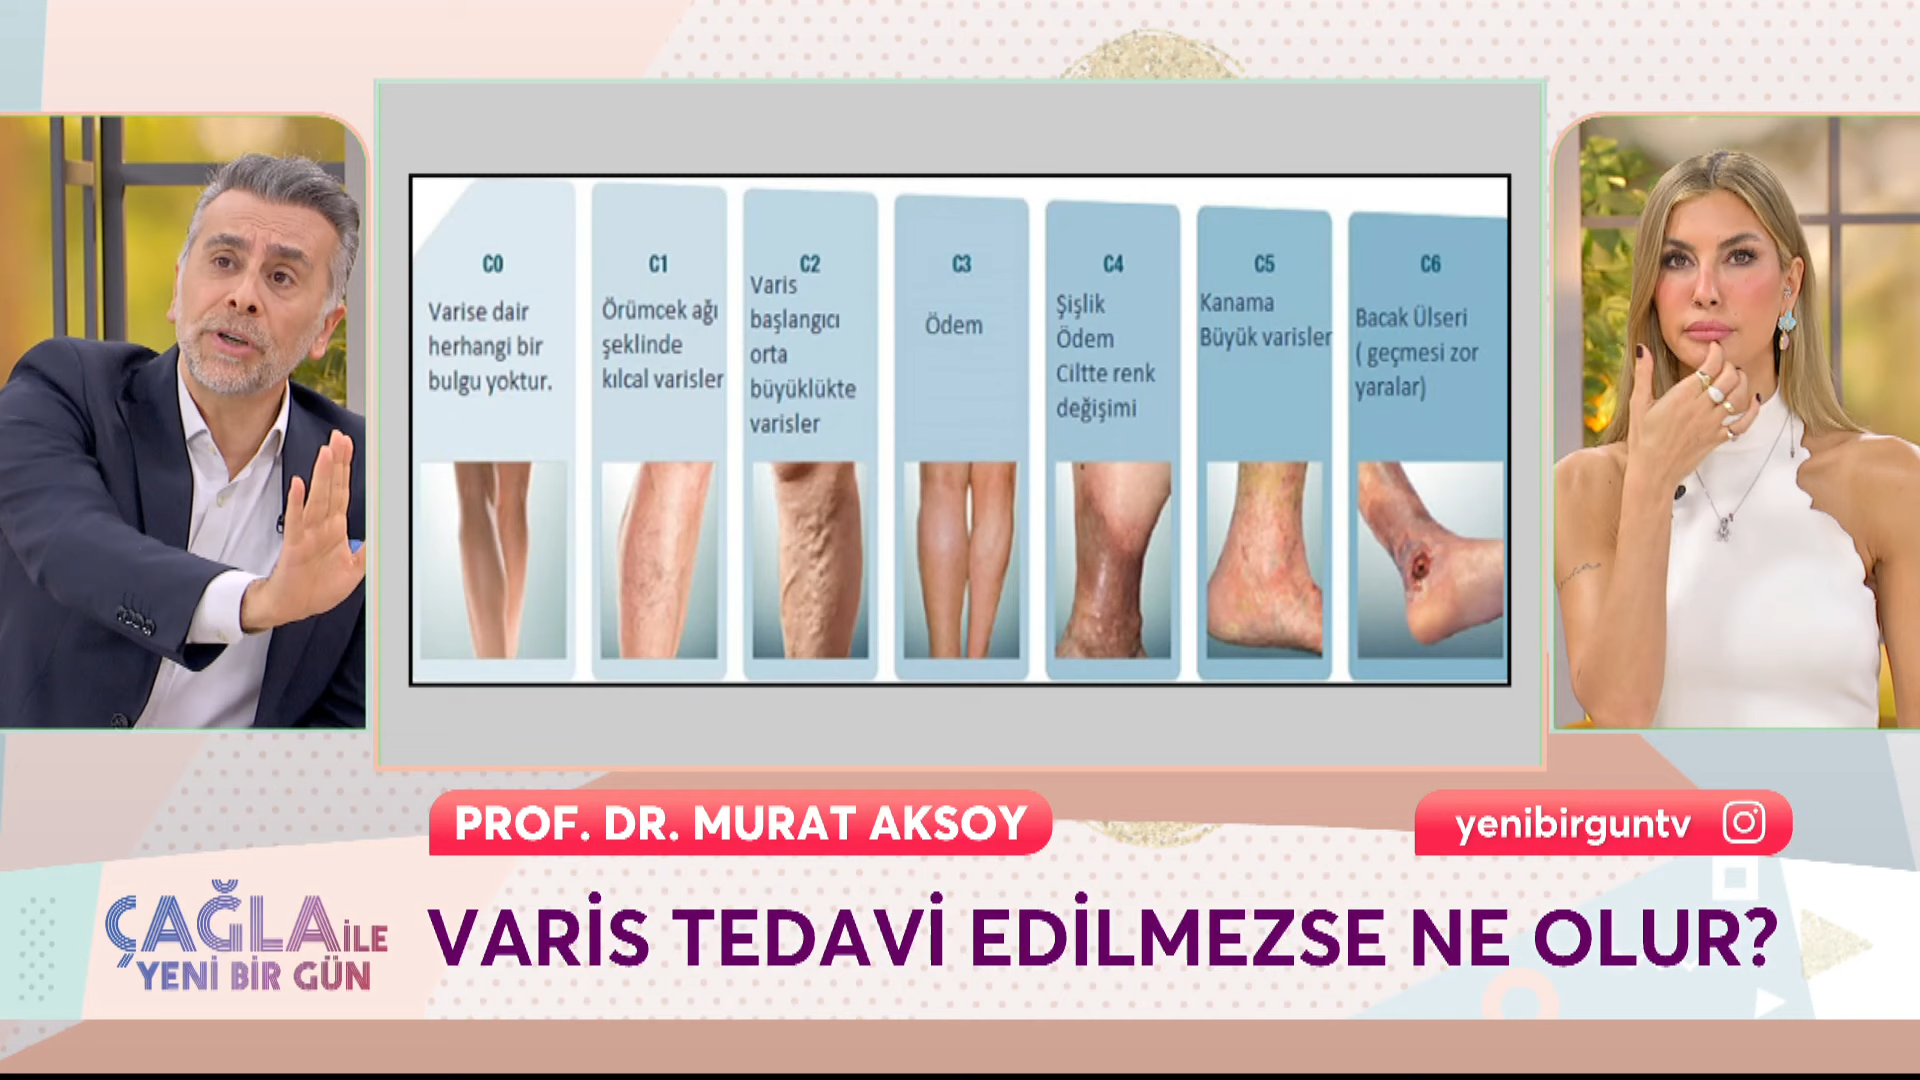 C0
Varise dair
herhangi bir
bulgu yoktur.
C1
Örümcek ağı
şeklinde
kılcal varisler
C2
Varis
başlangıcı
orta
büyüklükte
varisler
C3
Ödem
C4
Şişlik
Ödem
Ciltte renk
değişimi
C5
Kanama
Büyük varisler
C6
Bacak Ülseri
( geçmesi zor
yaralar)
PROF. DR. MURAT AKSOY
yenibirguntv
ÇAĞLA İLE
YENİ BİR GÜN
VARİS TEDAVİ EDİLMEZSE NE OLUR?